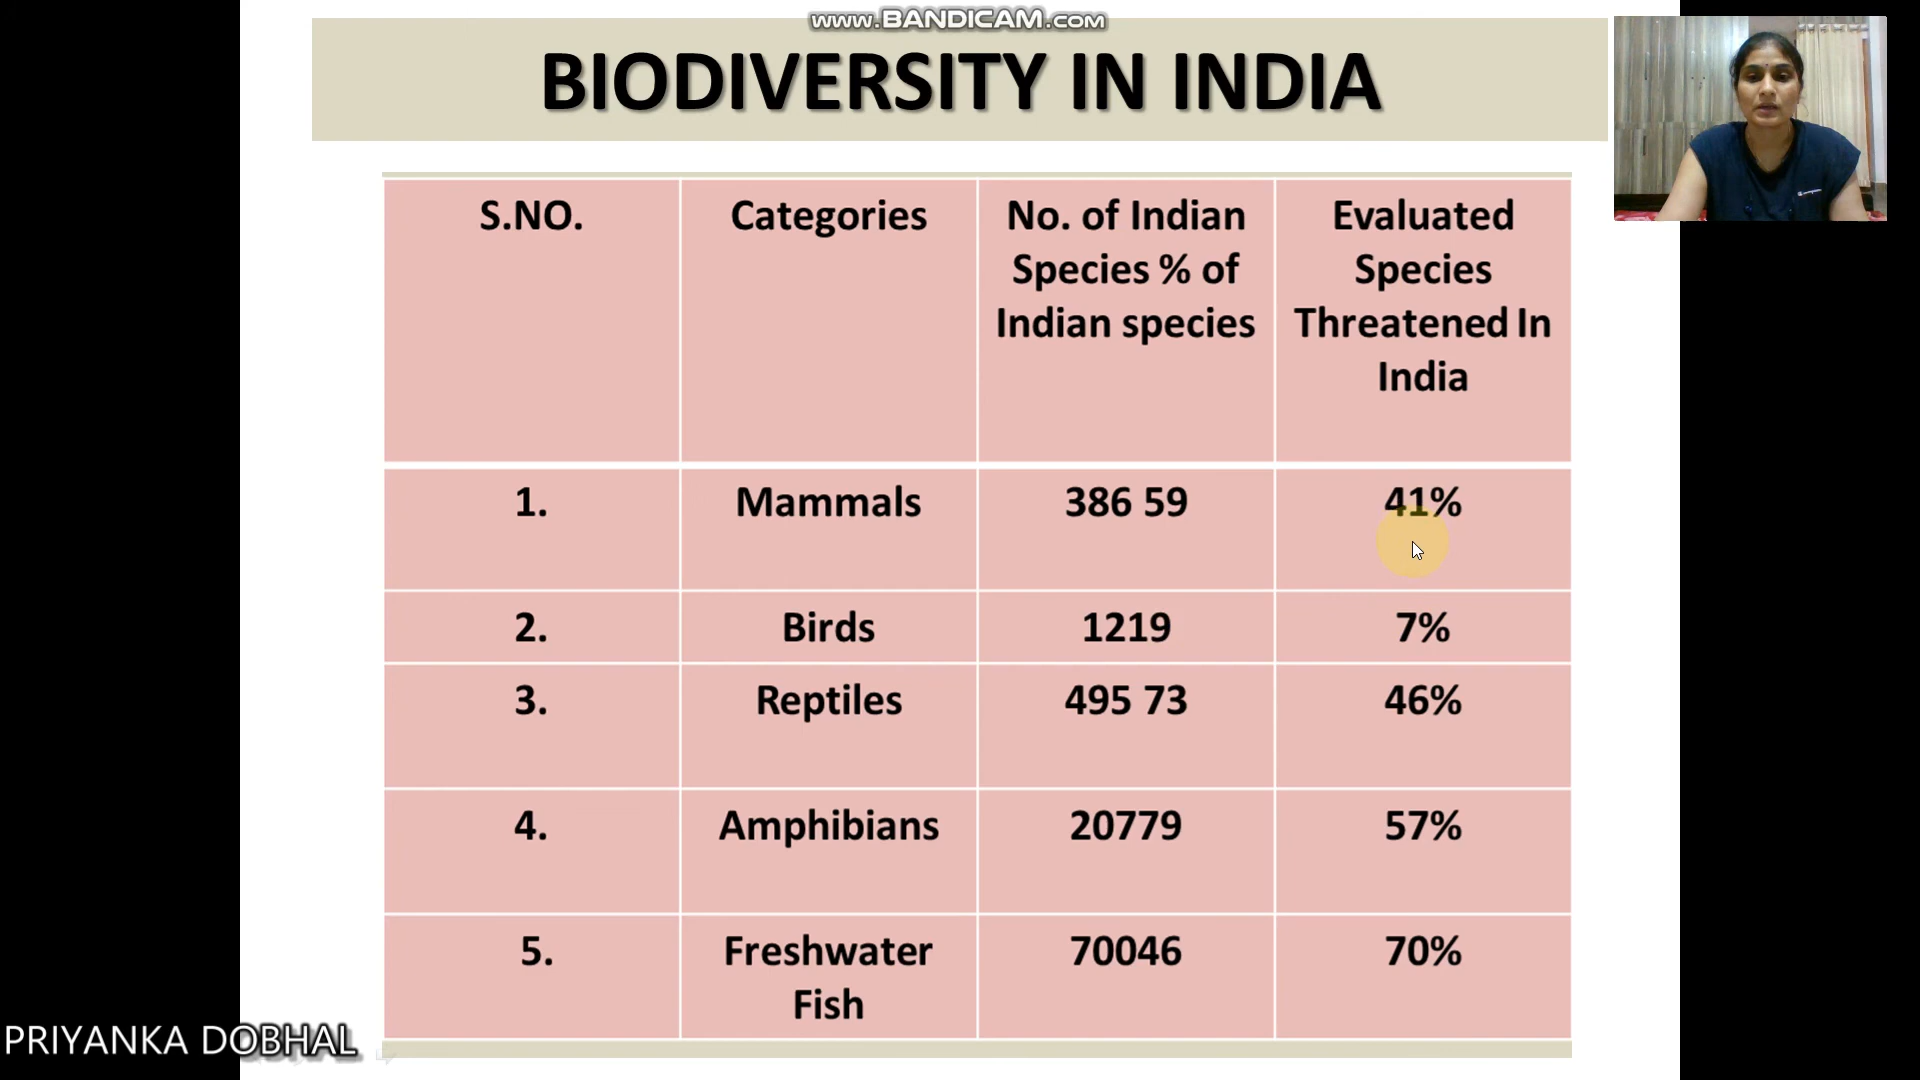 www.BANDICAM.com
BIODIVERSITY IN INDIA
S.NO.
Categories
No. of Indian
Species % of
Indian species
Evaluated
Species
Threatened In
India
1.
Mammals
386 59
41%
2.
Birds
1219
7%
3.
Reptiles
495 73
46%
4.
Amphibians
20779
57%
5.
Freshwater
Fish
70046
70%
PRIYANKA DOBHAL